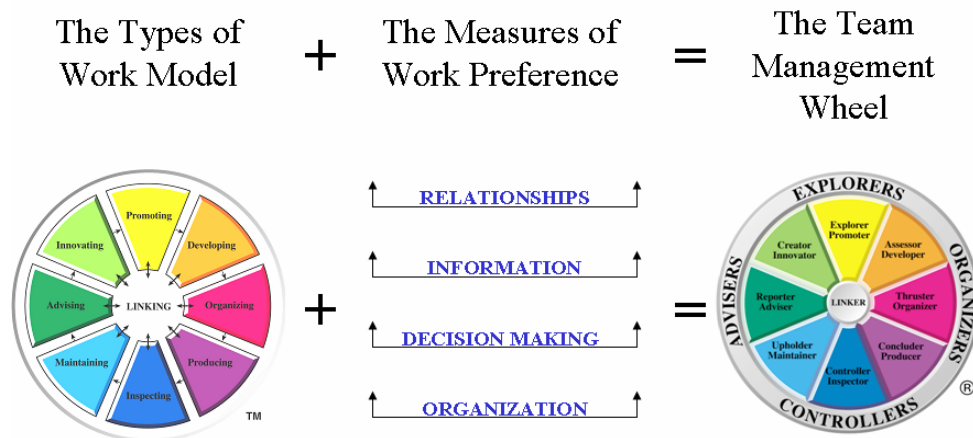 The Types of
Work Model
+
The Measures of
Work Preference
=
The Team
Management
Wheel
Promoting
Innovating
Developing
Advising
LINKING
Organizing
Maintaining
Producing
Inspecting
TM
+
RELATIONSHIPS
INFORMATION
DECISION MAKING
ORGANIZATION
=
EXPLORERS
ADVISERS
ORGANIZERS
CONTROLLERS
Explorer
Promoter
Creator
Innovator
Assessor
Developer
Reporter
Adviser
LINKER
Thruster
Organizer
Upholder
Maintainer
Concluder
Producer
Controller
Inspector
®